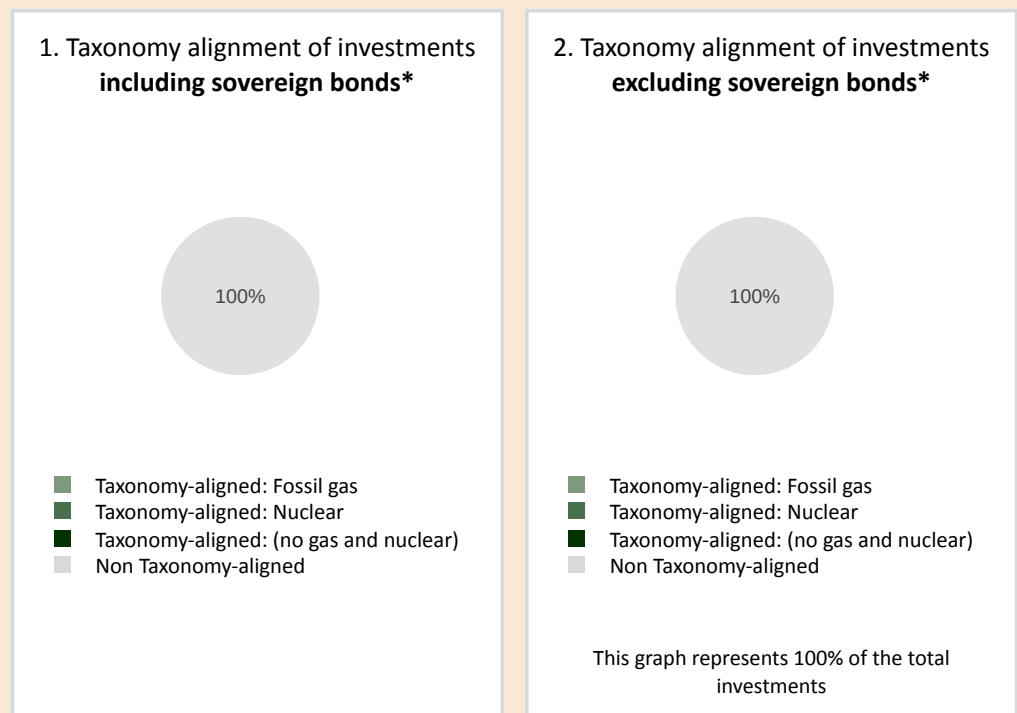 1. Taxonomy alignment of investments
including sovereign bonds*
100%
Taxonomy-aligned: Fossil gas
Taxonomy-aligned: Nuclear
Taxonomy-aligned: (no gas and nuclear)
Non Taxonomy-aligned
2. Taxonomy alignment of investments
excluding sovereign bonds*
100%
Taxonomy-aligned: Fossil gas
Taxonomy-aligned: Nuclear
Taxonomy-aligned: (no gas and nuclear)
Non Taxonomy-aligned
This graph represents 100% of the total
investments